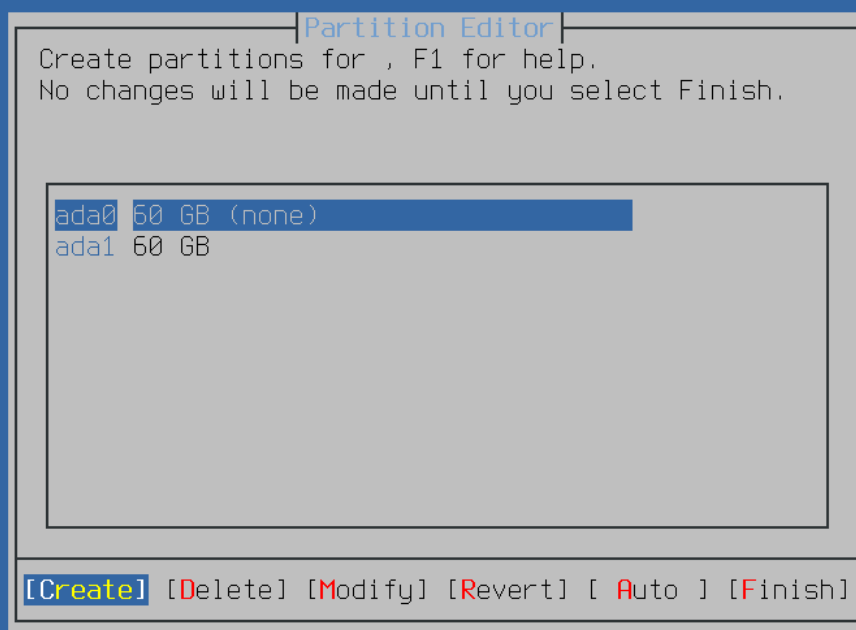 Partition Editor
Create partitions for , F1 for help.
No changes will be made until you select Finish.
ada0 60 GB (none)
ada1 60 GB
[Create] [Delete] [Modify] [Revert] [ Auto ] [Finish]